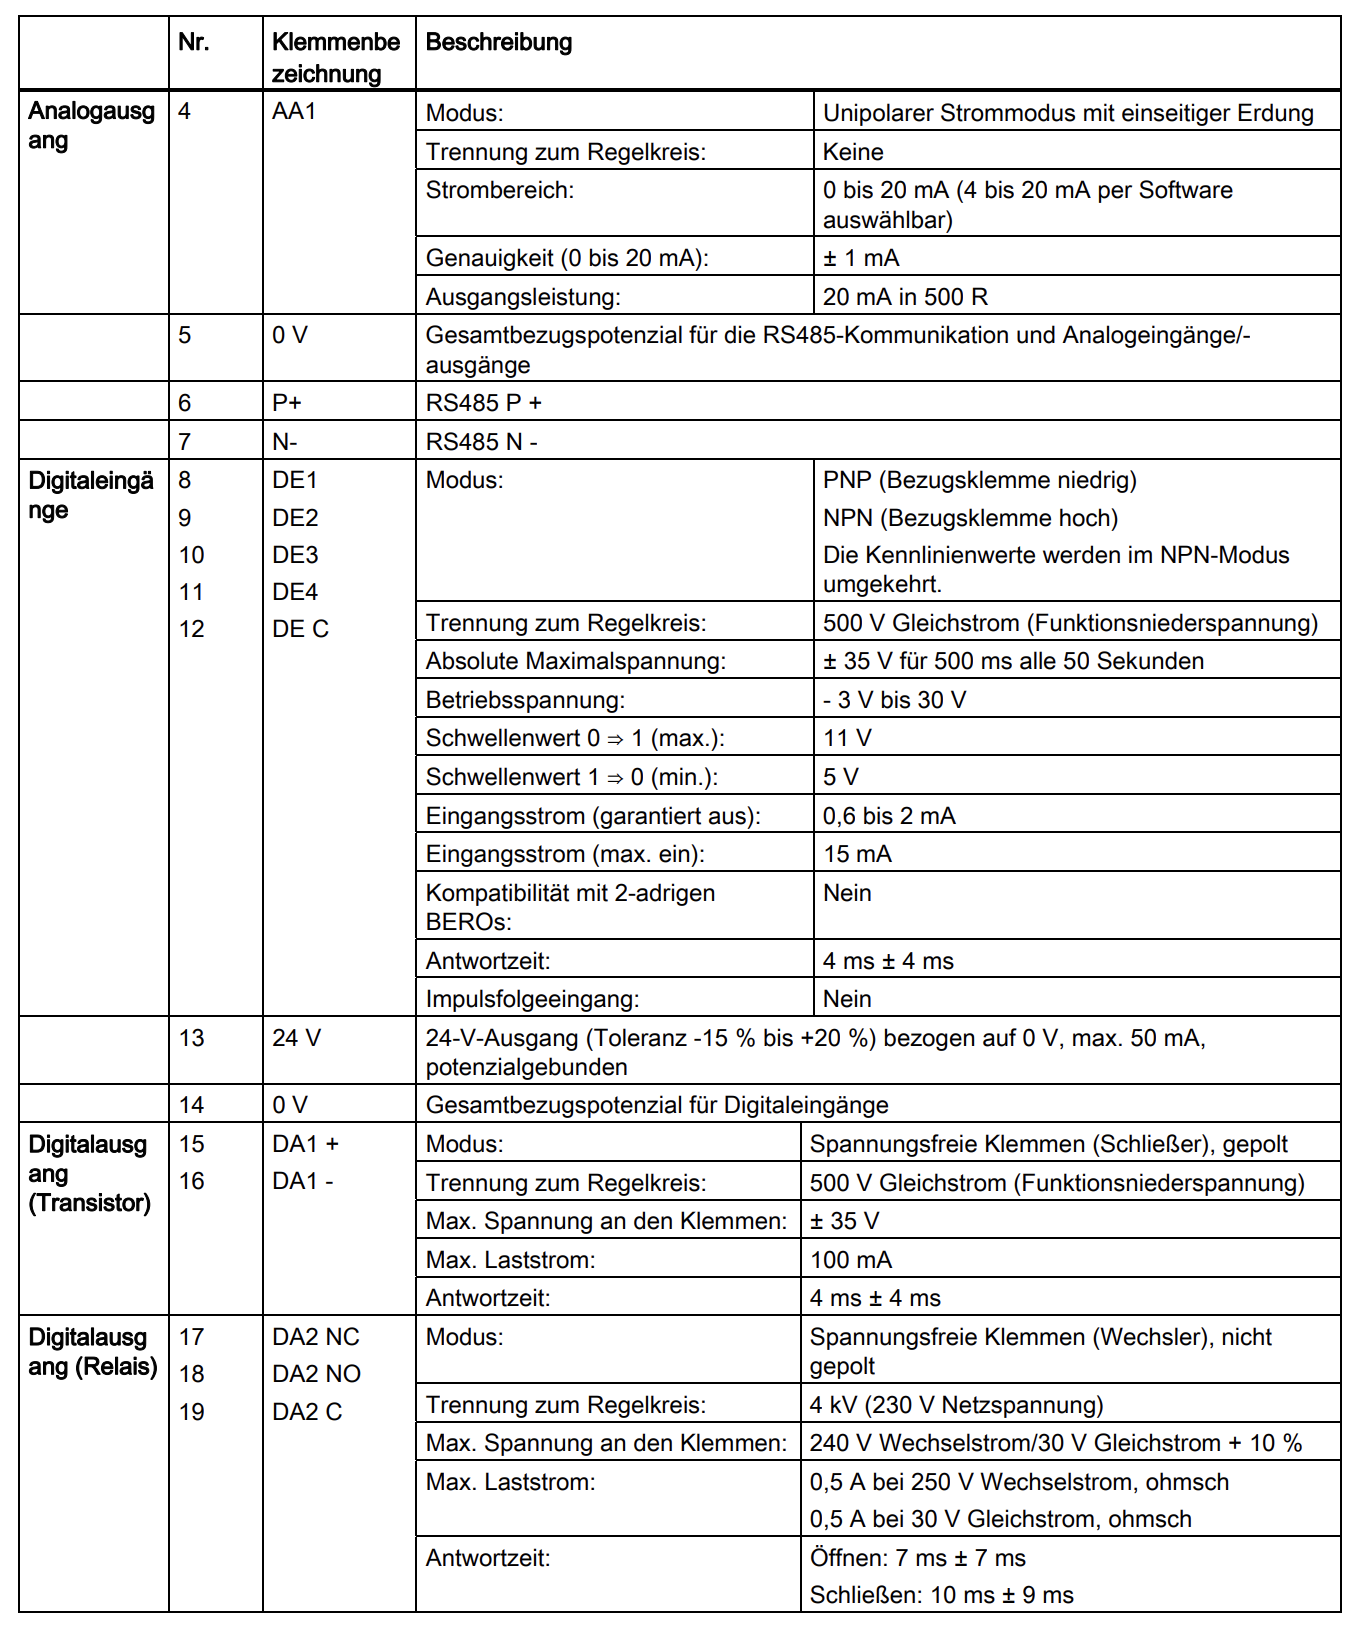 Nr.
Klemmenbe
zeichnung
Beschreibung
Analogausg
ang
4
AA1
Modus:
Unipolarer Strommodus mit einseitiger Erdung
Trennung zum Regelkreis:
Keine
Strombereich:
0 bis 20 mA (4 bis 20 mA per Software
auswählbar)
Genauigkeit (0 bis 20 mA):
± 1 mA
Ausgangsleistung:
20 mA in 500 R
5
0 V
Gesamtbezugspotenzial für die RS485-Kommunikation und Analogeingänge/-
ausgänge
6
P+
RS485 P +
7
N-
RS485 N -
Digitaleingä
nge
8
9
10
11
12
DE1
DE2
DE3
DE4
DE C
Modus:
PNP (Bezugsklemme niedrig)
NPN (Bezugsklemme hoch)
Die Kennlinienwerte werden im NPN-Modus
umgekehrt.
Trennung zum Regelkreis:
500 V Gleichstrom (Funktionsniederspannung)
Absolute Maximalspannung:
± 35 V für 500 ms alle 50 Sekunden
Betriebsspannung:
- 3 V bis 30 V
Schwellenwert 0 ⇒ 1 (max.):
11 V
Schwellenwert 1 ⇒ 0 (min.):
5 V
Eingangsstrom (garantiert aus):
0,6 bis 2 mA
Eingangsstrom (max. ein):
15 mA
Kompatibilität mit 2-adrigen
BEROs:
Nein
Antwortzeit:
4 ms ± 4 ms
Impulsfolgeeingang:
Nein
13
24 V
24-V-Ausgang (Toleranz -15 % bis +20 %) bezogen auf 0 V, max. 50 mA,
potenzialgebunden
14
0 V
Gesamtbezugspotenzial für Digitaleingänge
Digitalausg
ang
(Transistor)
15
16
DA1 +
DA1 -
Modus:
Spannungsfreie Klemmen (Schließer), gepolt
Trennung zum Regelkreis:
500 V Gleichstrom (Funktionsniederspannung)
Max. Spannung an den Klemmen:
± 35 V
Max. Laststrom:
100 mA
Antwortzeit:
4 ms ± 4 ms
Digitalausg
ang (Relais)
17
18
19
DA2 NC
DA2 NO
DA2 C
Modus:
Spannungsfreie Klemmen (Wechsler), nicht
gepolt
Trennung zum Regelkreis:
4 kV (230 V Netzspannung)
Max. Spannung an den Klemmen:
240 V Wechselstrom/30 V Gleichstrom + 10 %
Max. Laststrom:
0,5 A bei 250 V Wechselstrom, ohmsch
0,5 A bei 30 V Gleichstrom, ohmsch
Antwortzeit:
Öffnen: 7 ms ± 7 ms
Schließen: 10 ms ± 9 ms